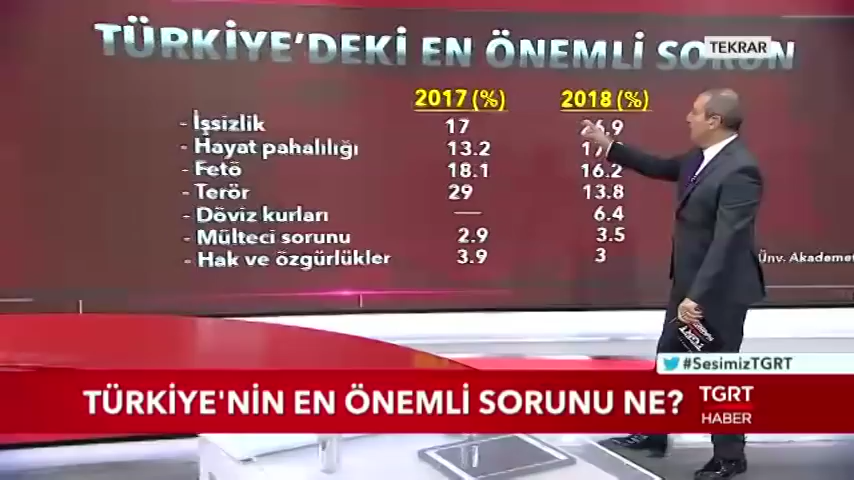 TÜRKİYE'DEKİ EN ÖNEMLİ SORUN
TEKRAR
2017 (%) 2018 (%)
- İşsizlik 17
- Hayat pahalılığı 13.2
- Fetö 18.1 16.2
- Terör 29 13.8
- Döviz kurları — 6.4
- Mülteci sorunu 2.9 3.5
- Hak ve özgürlükler 3.9 3
Ünv. Akademet
#SesimizTGRT
TÜRKİYE'NİN EN ÖNEMLİ SORUNU NE?
TGRT
HABER
TGRT